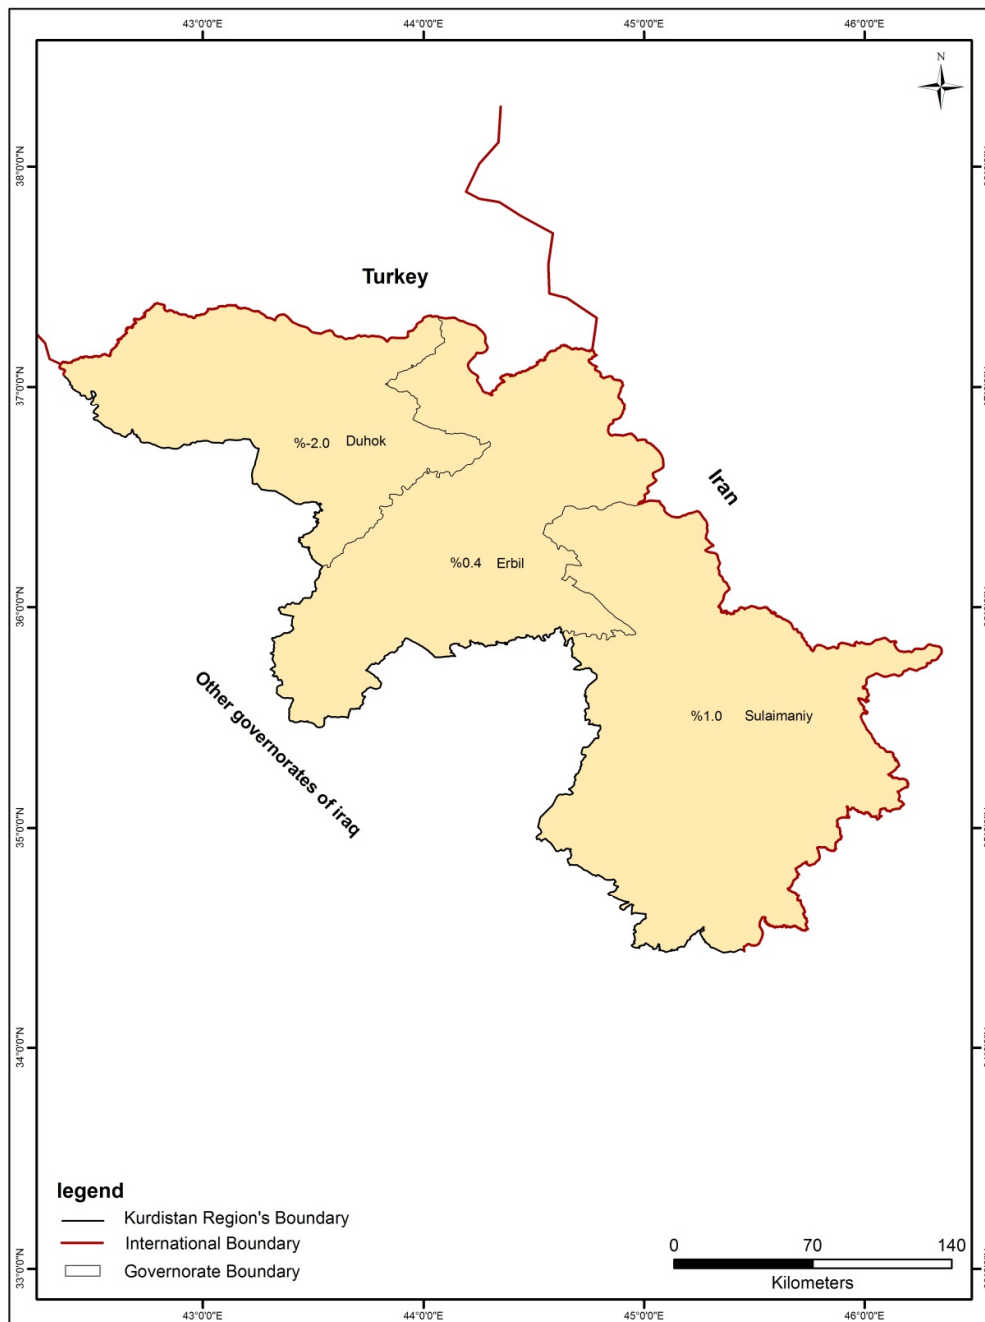 43°0'0"E 44°0'0"E 45°0'0"E 46°0'0"E
N
38°0'0"N
Turkey
37°0'0"N
%-2.0 Duhok
Iran
%0.4 Erbil
36°0'0"N
Other governorates of iraq
%1.0 Sulaimaniy
35°0'0"N
34°0'0"N
legend
Kurdistan Region's Boundary
International Boundary
Governorate Boundary
0 70 140
Kilometers
33°0'0"N
43°0'0"E 44°0'0"E 45°0'0"E 46°0'0"E